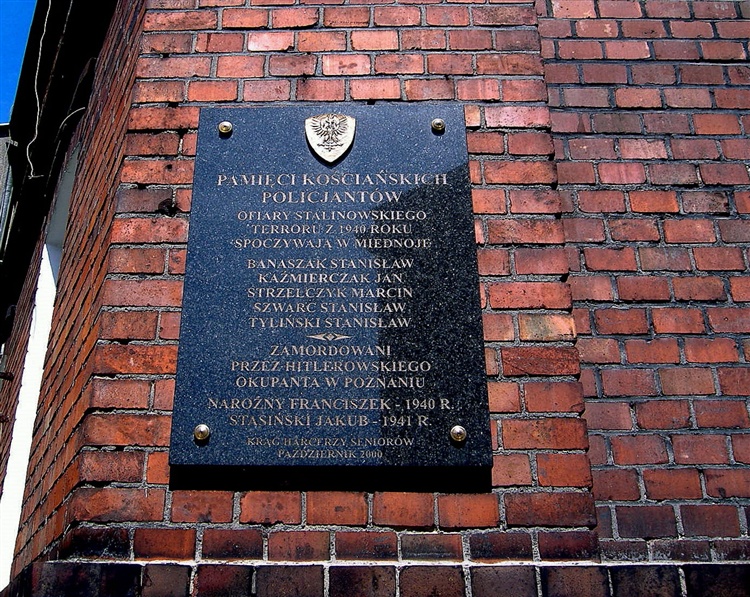 PAMIĘCI KOŚCIAŃSKICH
POLICJANTÓW
OFIARY STALINOWSKIEGO
TERRORU Z 1940 ROKU
SPOCZYWAJĄ W MIEDNOJE
BANASZAK STANISŁAW
KAŹMIERCZAK JAN
STRZELCZYK MARCIN
SZWARC STANISŁAW
TYLIŃSKI STANISŁAW
ZAMORDOWANI
PRZEZ HITLEROWSKIEGO
OKUPANTA W POZNANIU
NAROŻNY FRANCISZEK - 1940 R.
STĄSIŃSKI JAKUB - 1941 R.
KRĄG HARCERZY SENIORÓW
PAŹDZIERNIK 2000